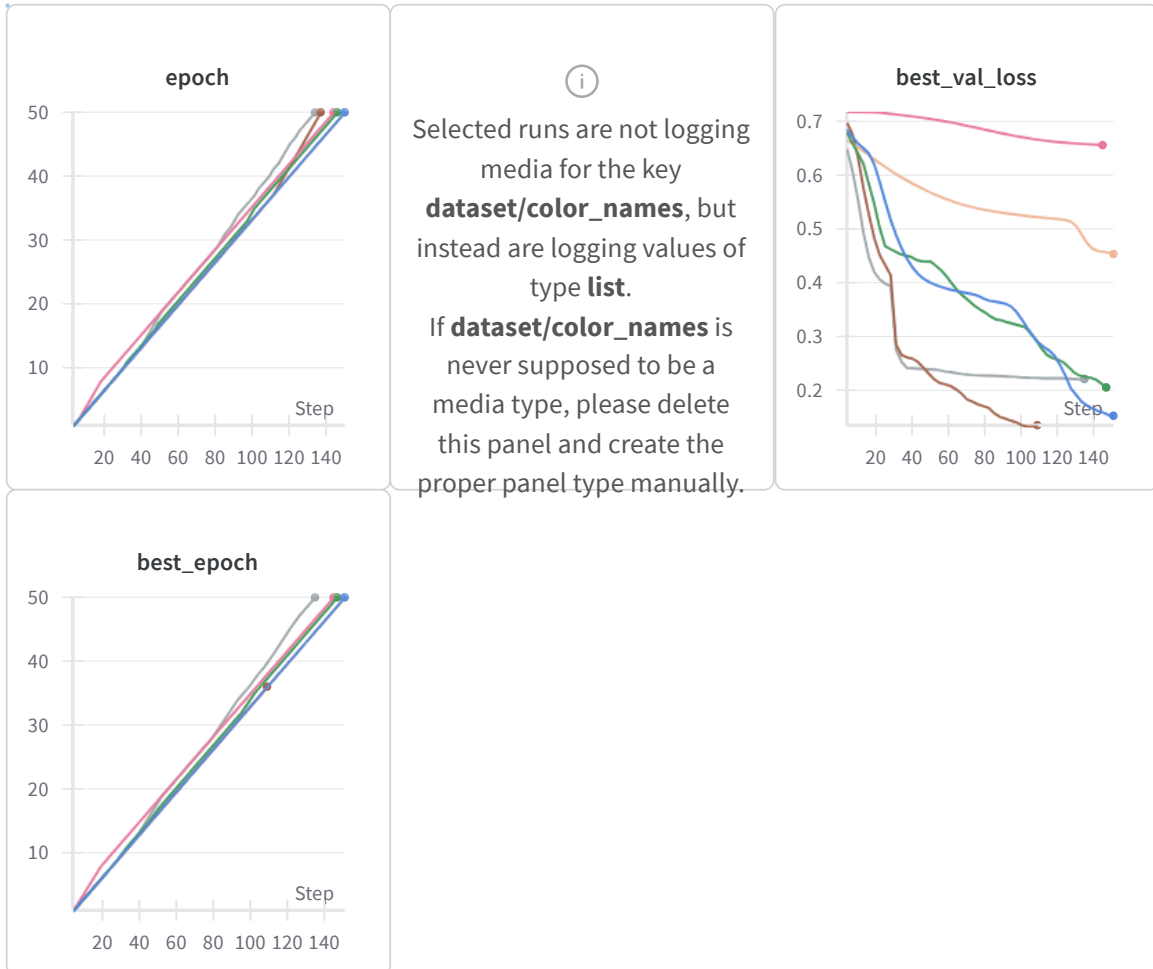 epoch
50
40
30
20
10
Step
20 40 60 80 100 120 140
i
Selected runs are not logging
media for the key
dataset/color_names, but
instead are logging values of
type list.
If dataset/color_names is
never supposed to be a
media type, please delete
this panel and create the
proper panel type manually.
best_val_loss
0.7
0.6
0.5
0.4
0.3
0.2
Step
20 40 60 80 100 120 140
best_epoch
50
40
30
20
10
Step
20 40 60 80 100 120 140